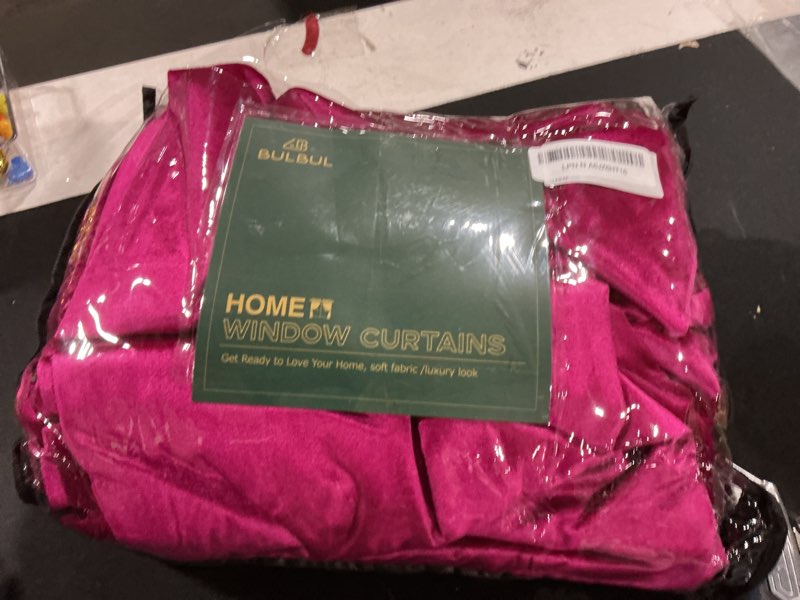 BULBUL
HOME
WINDOW CURTAINS
Get Ready to Love Your Home, soft fabric /luxury look